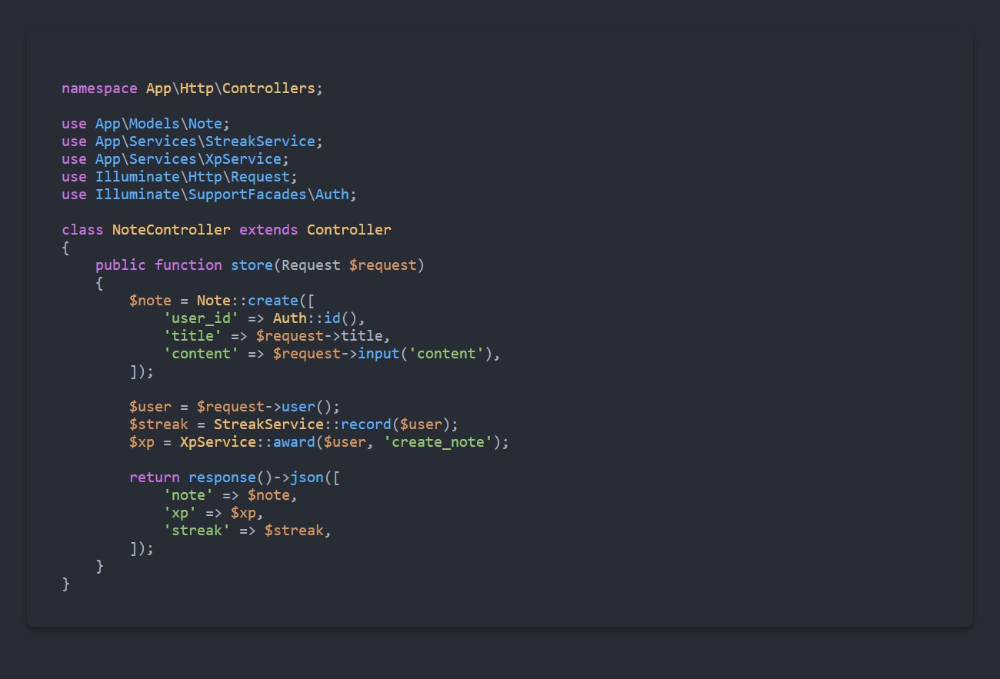 namespace App\Http\Controllers;

use App\Models\Note;
use App\Services\StreakService;
use App\Services\XpService;
use Illuminate\Http\Request;
use Illuminate\SupportFacades\Auth;

class NoteController extends Controller
{
    public function store(Request $request)
    {
        $note = Note::create([
            'user_id' => Auth::id(),
            'title' => $request->title,
            'content' => $request->input('content'),
        ]);

        $user = $request->user();
        $streak = StreakService::record($user);
        $xp = XpService::award($user, 'create_note');

        return response()->json([
            'note' => $note,
            'xp' => $xp,
            'streak' => $streak,
        ]);
    }
}